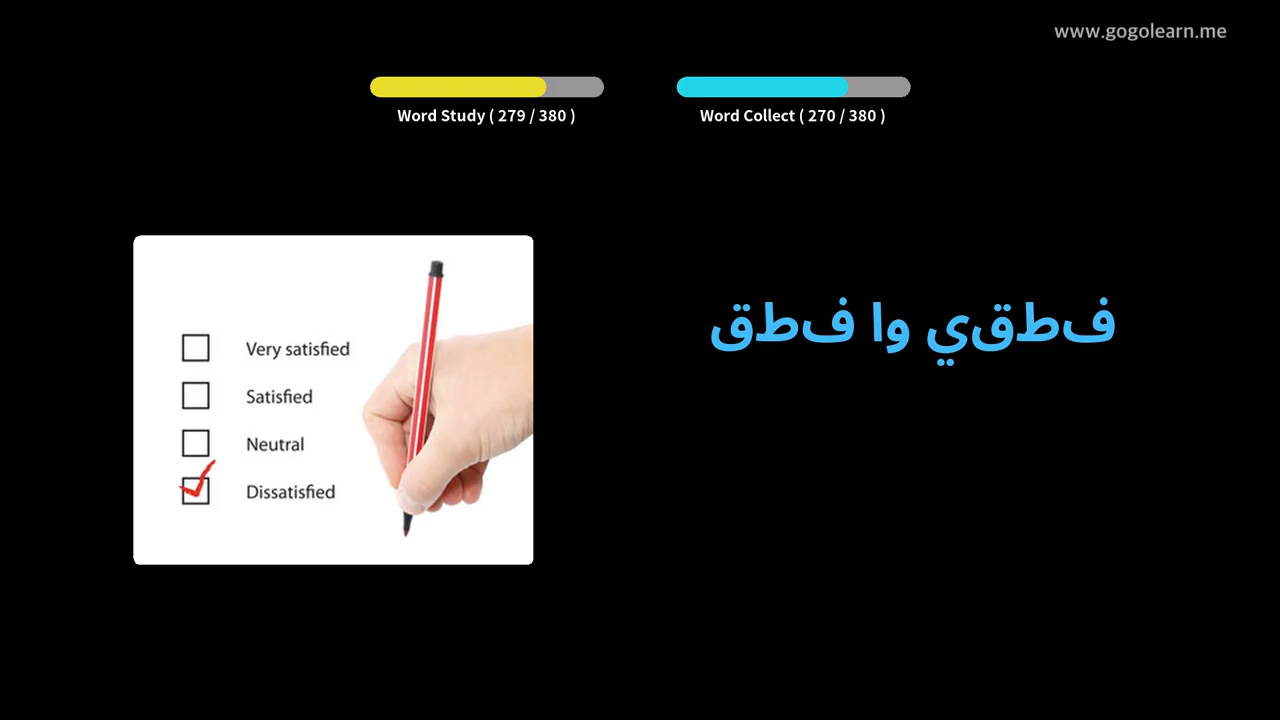 www.gogolearn.me
Word Study ( 279 / 380 )
Word Collect ( 270 / 380 )
فطقي وا فطق
Very satisfied
Satisfied
Neutral
Dissatisfied